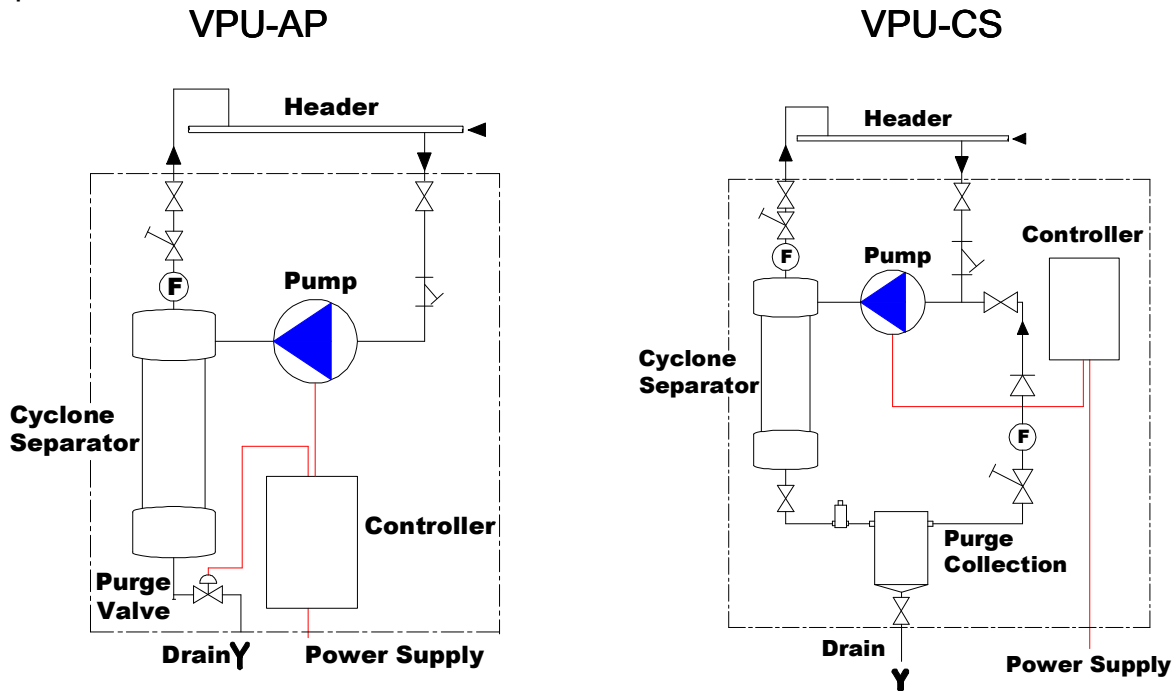 VPU-AP
Header
F
Pump
Cyclone
Separator
Controller
Purge
Valve
Drain
Power Supply
VPU-CS
Header
Controller
F
Pump
Cyclone
Separator
F
Purge
Collection
Drain
Power Supply